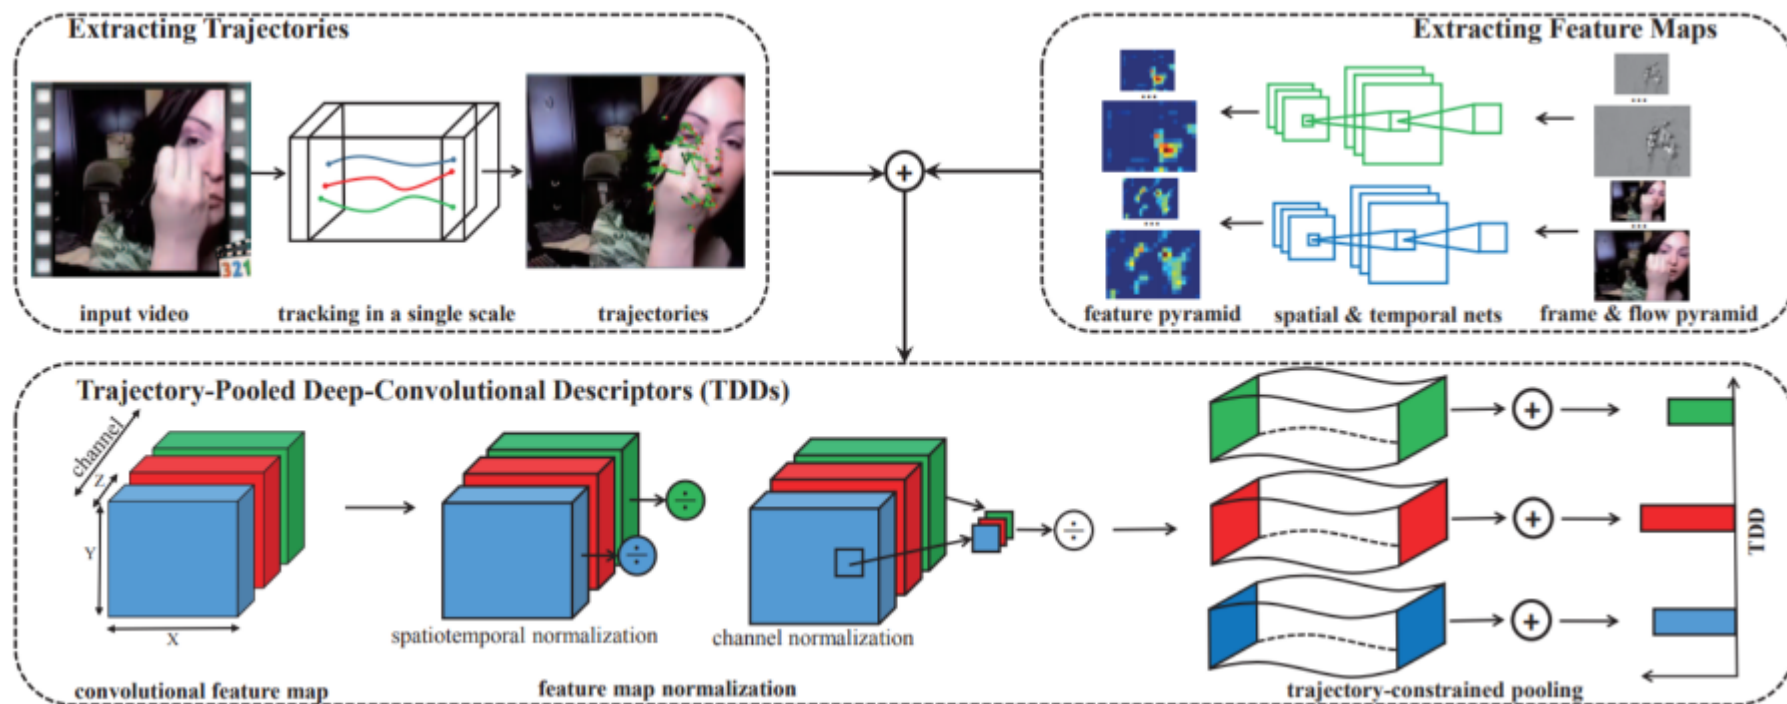 Extracting Trajectories
321
input video
tracking in a single scale
trajectories
+
Extracting Feature Maps
...
...
...
...
feature pyramid
spatial & temporal nets
frame & flow pyramid
Trajectory-Pooled Deep-Convolutional Descriptors (TDDs)
channel
Z
Y
X
convolutional feature map
÷
÷
spatiotemporal normalization
÷
channel normalization
feature map normalization
+
+
+
trajectory-constrained pooling
TDD